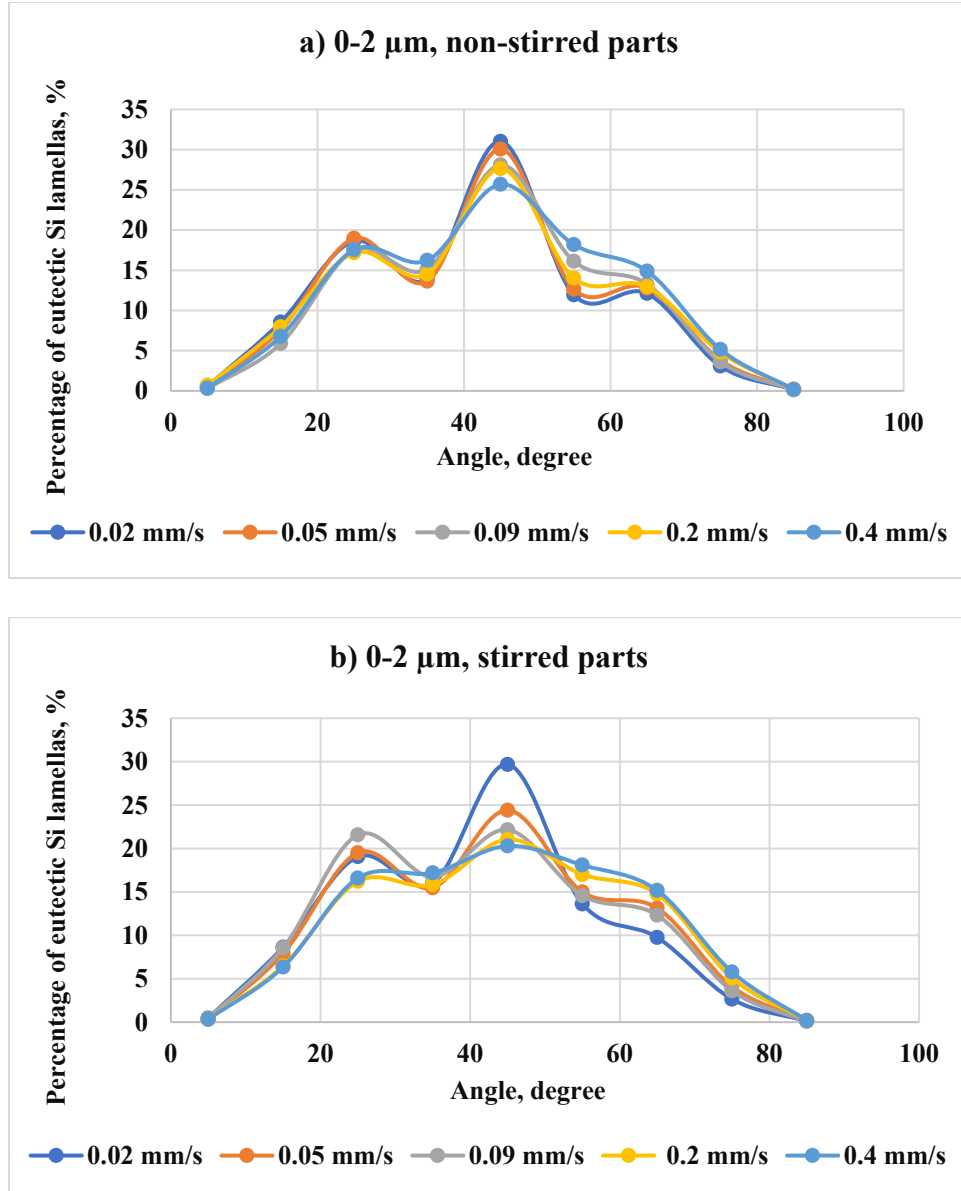 a) 0-2 µm, non-stirred parts
Percentage of eutectic Si lamellas, %
35
30
25
20
15
10
5
0
0 20 40 60 80 100
Angle, degree
0.02 mm/s 0.05 mm/s 0.09 mm/s 0.2 mm/s 0.4 mm/s
b) 0-2 µm, stirred parts
Percentage of eutectic Si lamellas, %
35
30
25
20
15
10
5
0
0 20 40 60 80 100
Angle, degree
0.02 mm/s 0.05 mm/s 0.09 mm/s 0.2 mm/s 0.4 mm/s